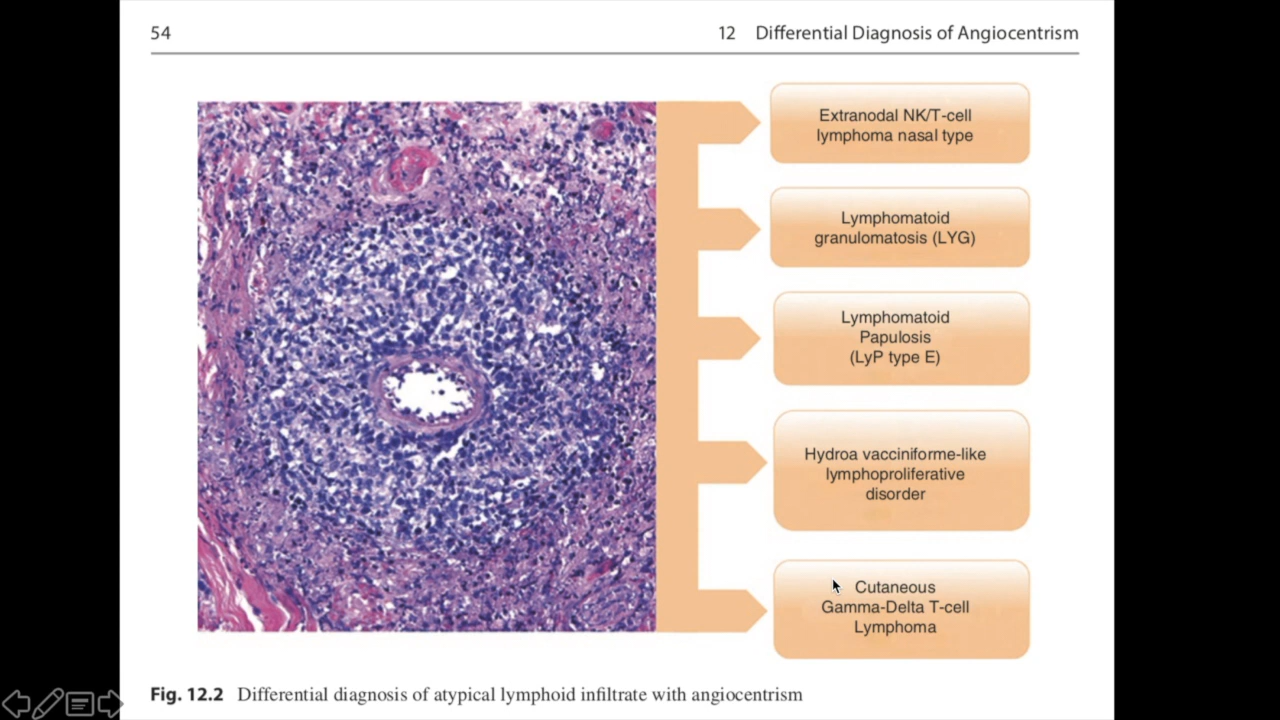 54
12 Differential Diagnosis of Angiocentrism
Extranodal NK/T-cell
lymphoma nasal type
Lymphomatoid
granulomatosis (LYG)
Lymphomatoid
Papulosis
(LyP type E)
Hydroa vacciniforme-like
lymphoproliferative
disorder
Cutaneous
Gamma-Delta T-cell
Lymphoma
Fig. 12.2 Differential diagnosis of atypical lymphoid infiltrate with angiocentrism